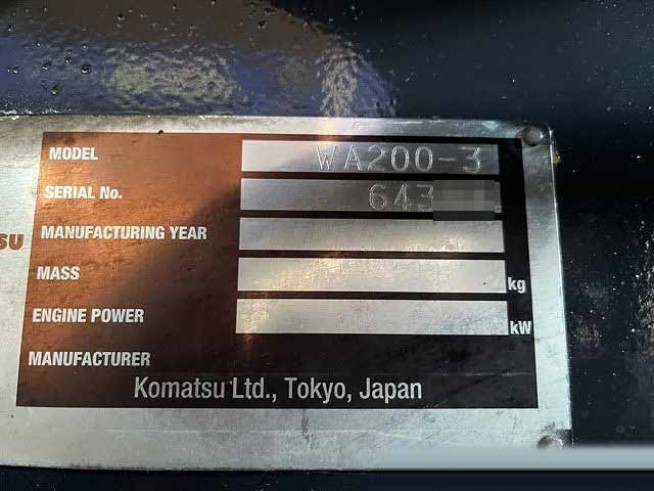 MODEL WA200-3
SERIAL No. 643
SU
MANUFACTURING YEAR
MASS kg
ENGINE POWER kW
MANUFACTURER
Komatsu Ltd., Tokyo, Japan